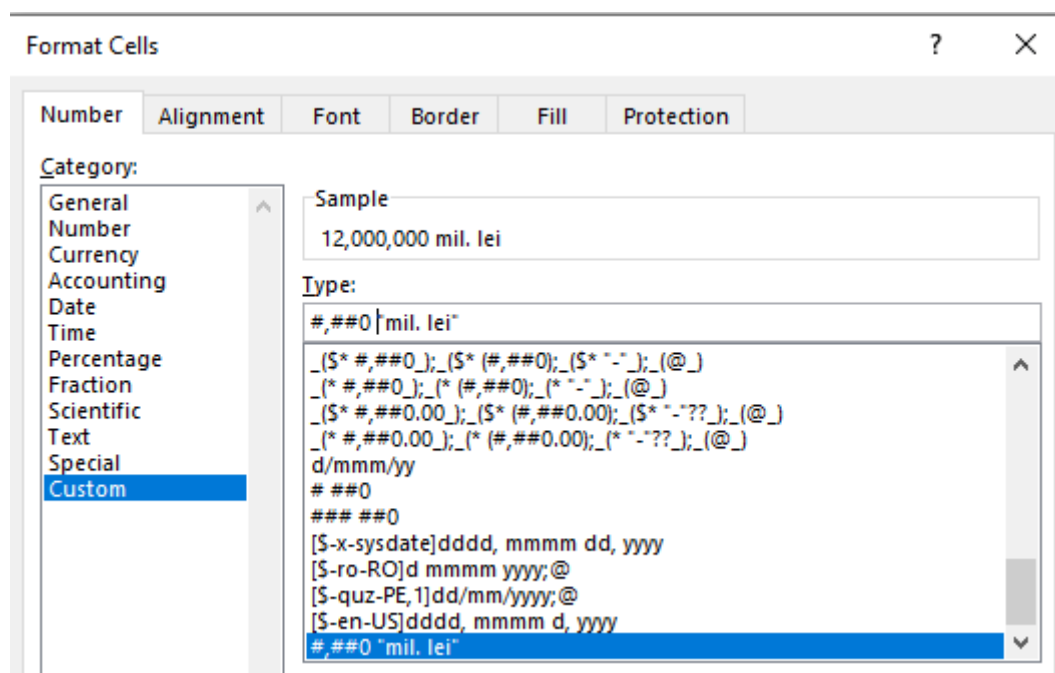 Format Cells ?
Number Alignment Font Border Fill Protection
Category:
General
Number
Currency
Accounting
Date
Time
Percentage
Fraction
Scientific
Text
Special
Custom
Sample
12,000,000 mil. lei
Type:
#,##0 "mil. lei"
_($* #,##0_);_($* (#,##0);_($* "-"_);_(@_)
_(* #,##0_);_(* (#,##0);_(* "-"_);_(@_)
_($* #,##0.00_);_($* (#,##0.00);_($* "-"??_);_(@_)
_(* #,##0.00_);_(* (#,##0.00);_(* "-"??_);_(@_)
d/mmm/yy
# ##0
### ##0
[$-x-sysdate]dddd, mmmm dd, yyyy
[$-ro-RO]d mmmm yyyy;@
[$-quz-PE,1]dd/mm/yyyy;@
[$-en-US]dddd, mmmm d, yyyy
#,##0 "mil. lei"